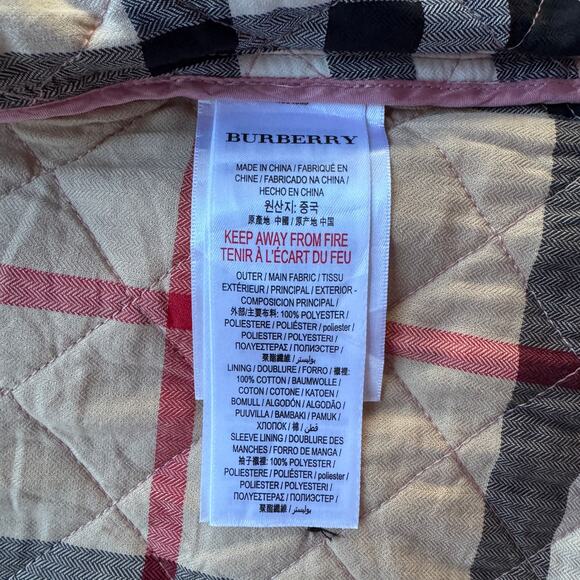 BURBERRY
MADE IN CHINA / FABRIQUÉ EN
CHINE / FABRICADO NA CHINA /
HECHO EN CHINA
원산지: 중국
原產地 中國 / 原产地 中国
KEEP AWAY FROM FIRE
TENIR À L'ÉCART DU FEU
OUTER / MAIN FABRIC / TISSU
EXTÉRIEUR / PRINCIPAL / EXTERIOR -
COMPOSICION PRINCIPAL /
外部/主要布料: 100% POLYESTER /
POLIESTERE / POLIÉSTER / poliester /
POLIESTER / POLYESTERI /
ΠΟΛΥΕΣΤΕΡΑΣ / ПОЛИЭСТЕР /
聚酯纖維 / بوليستر /
LINING / DOUBLURE / FORRO / 襯裡:
100% COTTON / BAUMWOLLE /
COTON / COTONE / KATOEN /
BOMULL / ALGODÓN / ALGODÃO /
PUUVILLA / BAMBAKI / PAMUK /
ХЛОПОК / 棉 / قطن /
SLEEVE LINING / DOUBLURE DES
MANCHES / FORRO DE MANGA /
袖子襯裡: 100% POLYESTER /
POLIESTERE / POLIÉSTER / poliester /
POLIESTER / POLYESTERI /
ΠΟΛΥΕΣΤΕΡΑΣ / ПОЛИЭСТЕР /
聚酯纖維 / بوليستر /